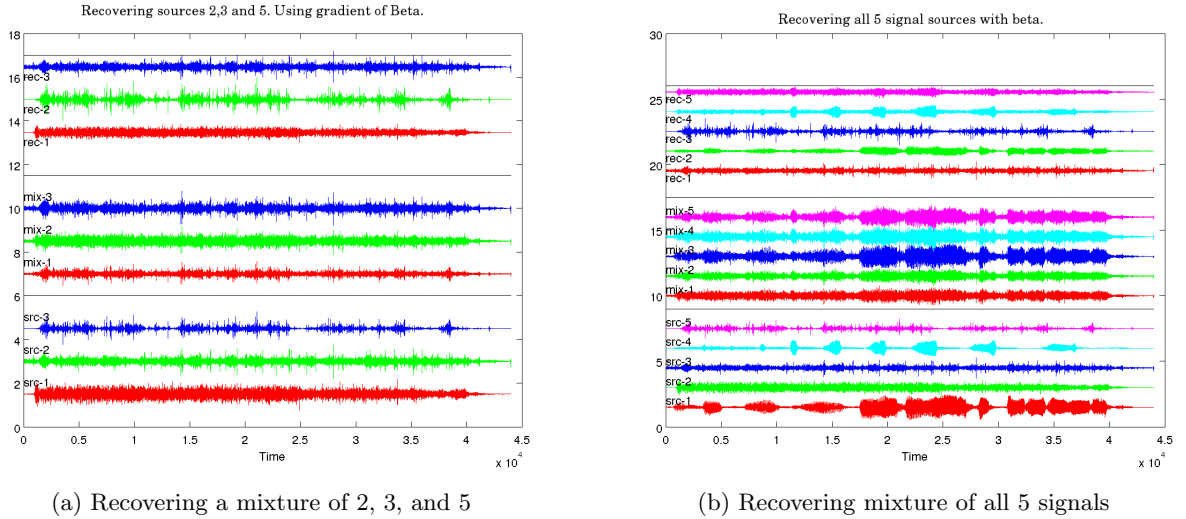 Recovering sources 2,3 and 5. Using gradient of Beta.
18
16
14
12
10
8
6
4
2
0
rec-3
rec-2
rec-1
mix-3
mix-2
mix-1
src-3
src-2
src-1
0 0.5 1 1.5 2 2.5 3 3.5 4 4.5
Time
x 10^4
(a) Recovering a mixture of 2, 3, and 5
Recovering all 5 signal sources with beta.
30
25
20
15
10
5
0
rec-5
rec-4
rec-3
rec-2
rec-1
mix-5
mix-4
mix-3
mix-2
mix-1
src-5
src-4
src-3
src-2
src-1
0 0.5 1 1.5 2 2.5 3 3.5 4 4.5
Time
x 10^4
(b) Recovering mixture of all 5 signals